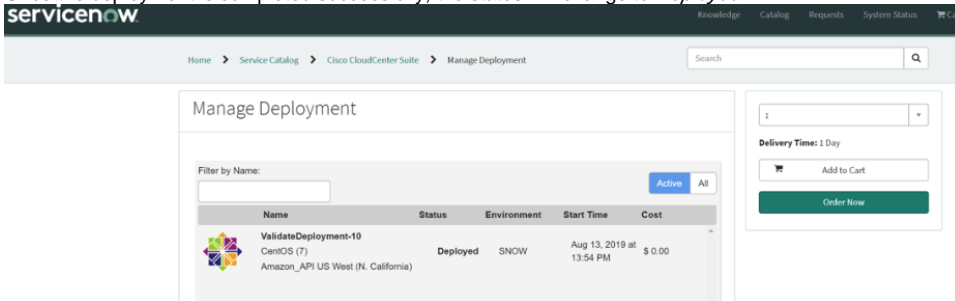 servicenow
Knowledge Catalog Requests System Status
Home > Service Catalog > Cisco CloudCenter Suite > Manage Deployment
Search
Manage Deployment
1
Delivery Time: 1 Day
Add to Cart
Order Now
Filter by Name:
Active All
Name Status Environment Start Time Cost
ValidateDeployment-10
CentOS (7)
Amazon_API US West (N. California)
Deployed SNOW Aug 13, 2019 at $ 0.00
13:54 PM